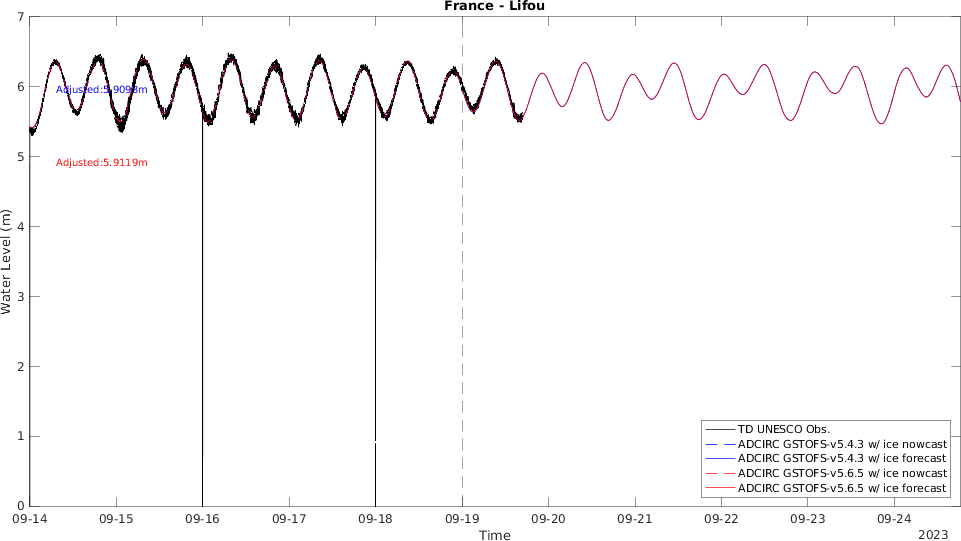 France - Lifou
7
6
5
4
3
2
1
0
Water Level (m)
Adjusted:5.9093m
Adjusted:5.9119m
TD UNESCO Obs.
ADCIRC GSTOFS-v5.4.3 w/ ice nowcast
ADCIRC GSTOFS-v5.4.3 w/ ice forecast
ADCIRC GSTOFS-v5.6.5 w/ ice nowcast
ADCIRC GSTOFS-v5.6.5 w/ ice forecast
09-14 09-15 09-16 09-17 09-18 09-19 09-20 09-21 09-22 09-23 09-24
Time
2023